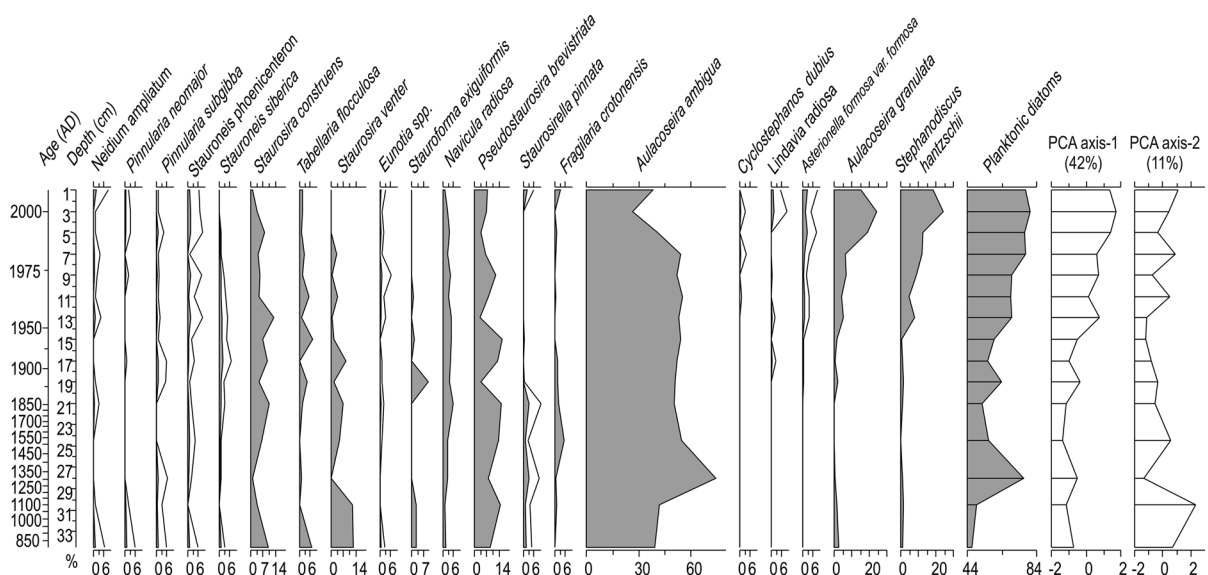 Age (AD)
Depth (cm)
Neidium ampliatum
Pinnularia neomajor
Pinnularia subgibba
Stauroneis phoenicenteron
Stauroneis siberica
Staurosira construens
Tabellaria flocculosa
Staurosira venter
Eunotia spp.
Stauroforma exiguiformis
Navicula radiosa
Pseudostaurosira brevistriata
Staurosirella pinnata
Fragilaria crotonensis
Aulacoseira ambigua
Cyclostephanos dubius
Lindavia radiosa
Asterionella formosa var. formosa
Aulacoseira granulata
Stephanodiscus
hantzschii
Planktonic diatoms
PCA axis-1
(42%)
PCA axis-2
(11%)
2000
1975
1950
1900
1850
1700
1550
1450
1350
1250
1100
1000
850
1
3
5
7
9
11
13
15
17
19
21
23
25
27
29
31
33
%
0 6
0 6
0 6
0 6
0 6
0 7 14
0 6
0 14
0 6
0 7
0 6
0 14
0 6
0 6
0 30 60
0 6
0 6
0 6
0 20
0 20
44 84
-2 0 2
-2 0 2